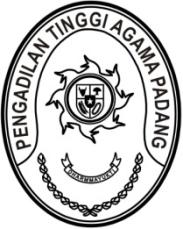 PENGADILAN TINGGI AGAMA PADANG
DHARMMAYUKTI